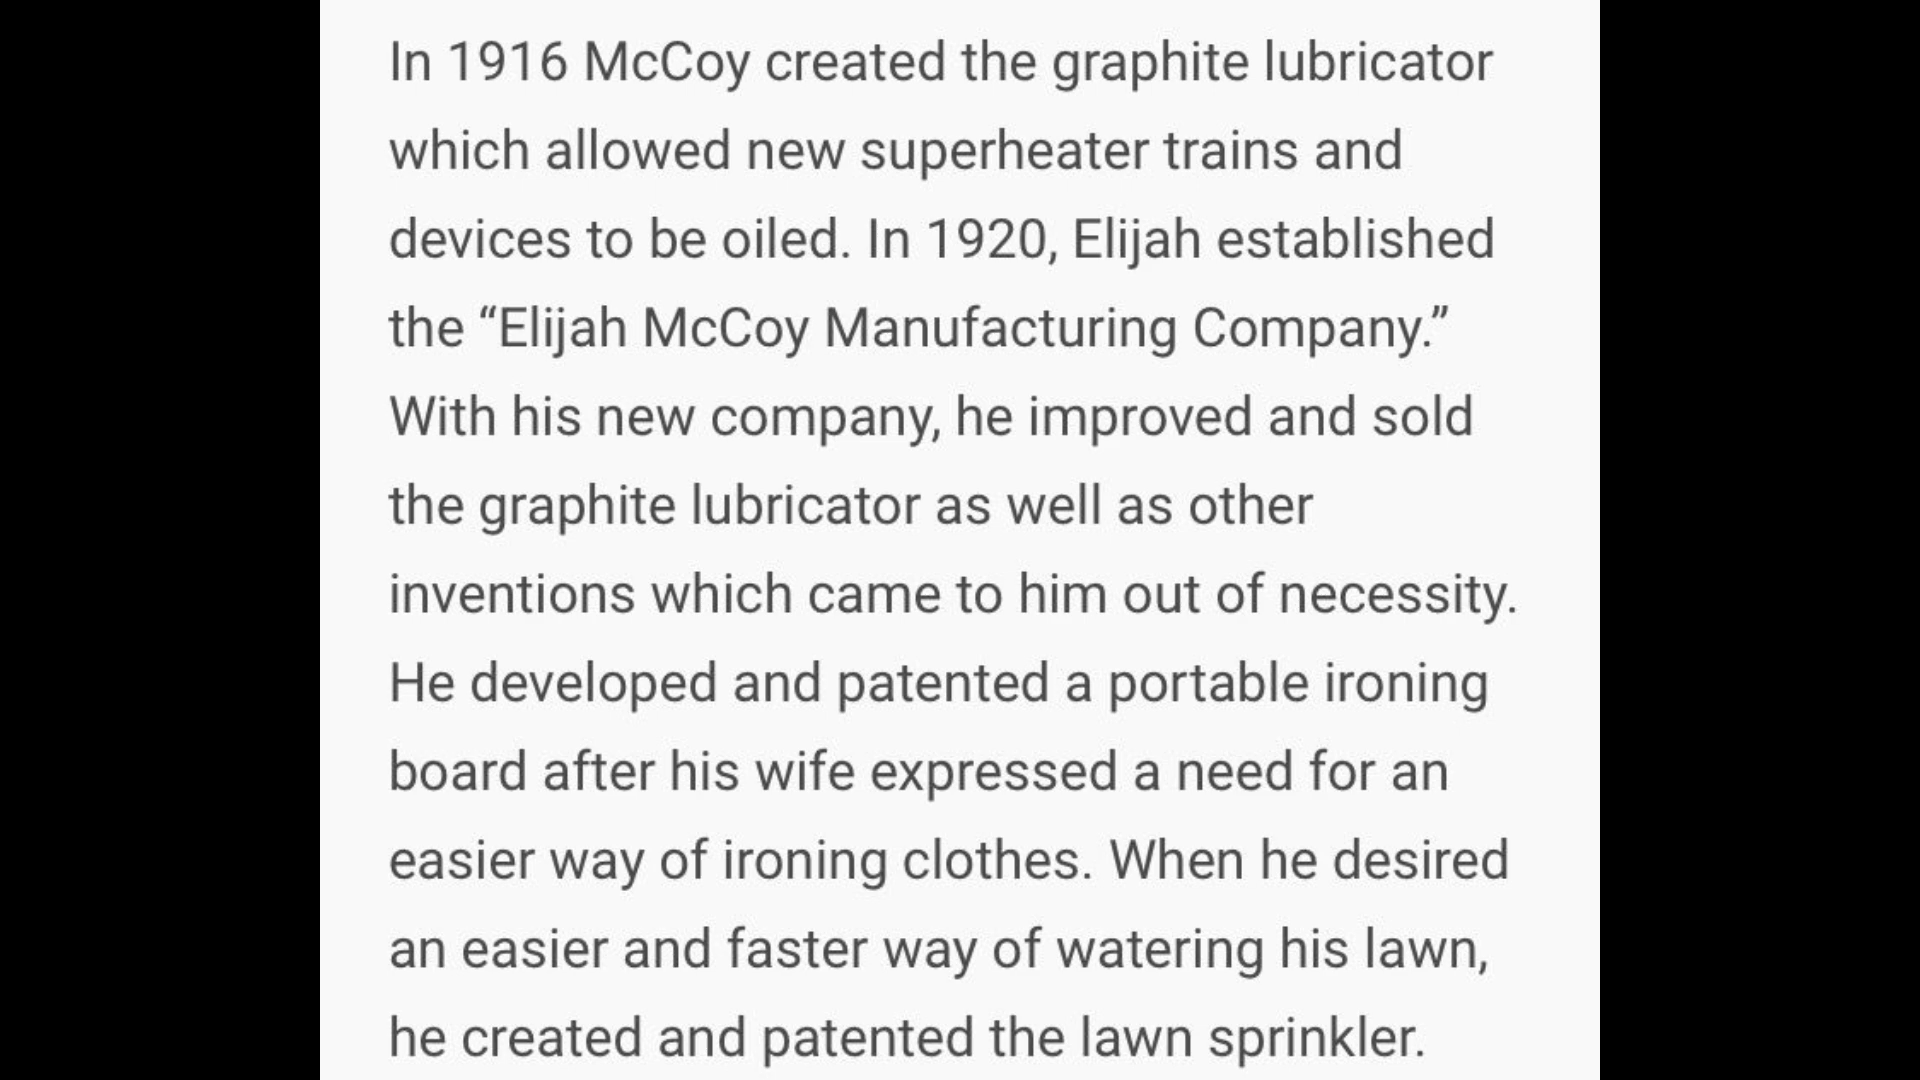 In 1916 McCoy created the graphite lubricator
which allowed new superheater trains and
devices to be oiled. In 1920, Elijah established
the “Elijah McCoy Manufacturing Company.”
With his new company, he improved and sold
the graphite lubricator as well as other
inventions which came to him out of necessity.
He developed and patented a portable ironing
board after his wife expressed a need for an
easier way of ironing clothes. When he desired
an easier and faster way of watering his lawn,
he created and patented the lawn sprinkler.